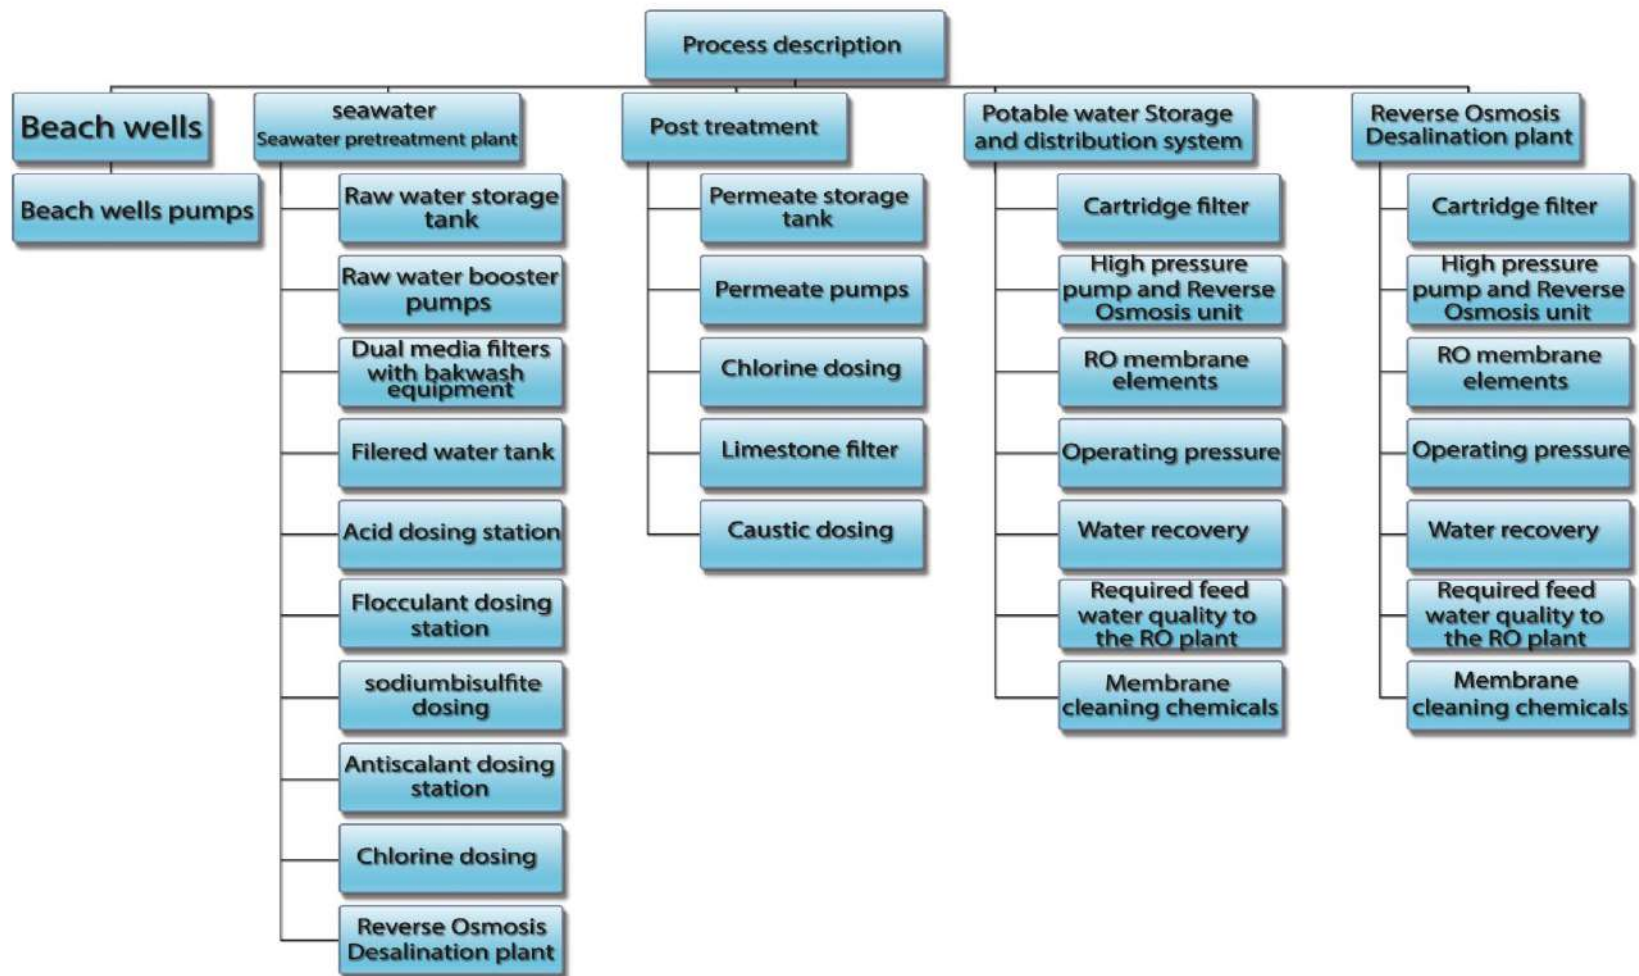 Process description
Beach wells
Beach wells pumps
seawater
Seawater pretreatment plant
Raw water storage
tank
Raw water booster
pumps
Dual media filters
with bakwash
equipment
Filered water tank
Acid dosing station
Flocculant dosing
station
sodiumbisulfite
dosing
Antiscalant dosing
station
Chlorine dosing
Reverse Osmosis
Desalination plant
Post treatment
Permeate storage
tank
Permeate pumps
Chlorine dosing
Limestone filter
Caustic dosing
Potable water Storage
and distribution system
Cartridge filter
High pressure
pump and Reverse
Osmosis unit
RO membrane
elements
Operating pressure
Water recovery
Required feed
water quality to
the RO plant
Membrane
cleaning chemicals
Reverse Osmosis
Desalination plant
Cartridge filter
High pressure
pump and Reverse
Osmosis unit
RO membrane
elements
Operating pressure
Water recovery
Required feed
water quality to
the RO plant
Membrane
cleaning chemicals